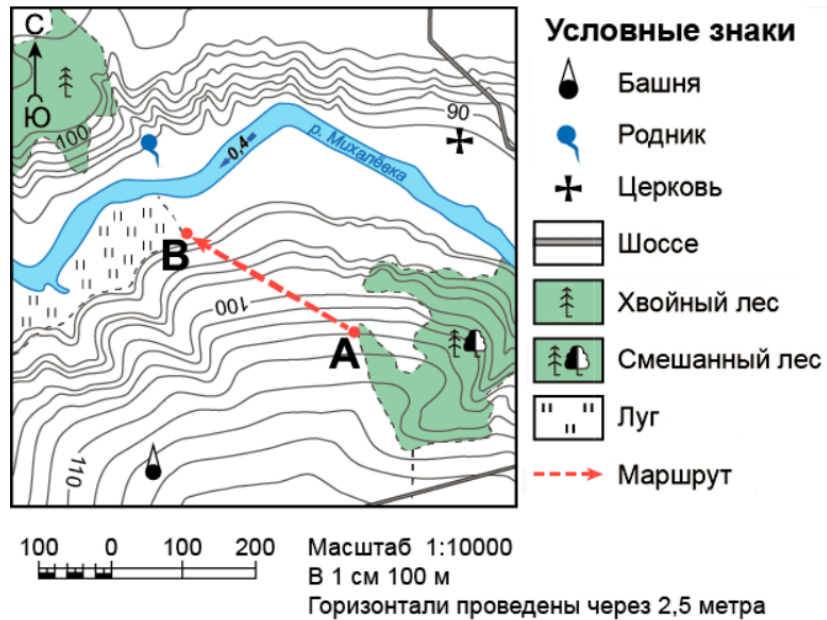 С
Ю
100
0,4
р. Михалёвка
90
В
100
А
110
Условные знаки
Башня
Родник
Церковь
Шоссе
Хвойный лес
Смешанный лес
Луг
Маршрут
100 0 100 200
Масштаб 1:10000
В 1 см 100 м
Горизонтали проведены через 2,5 метра